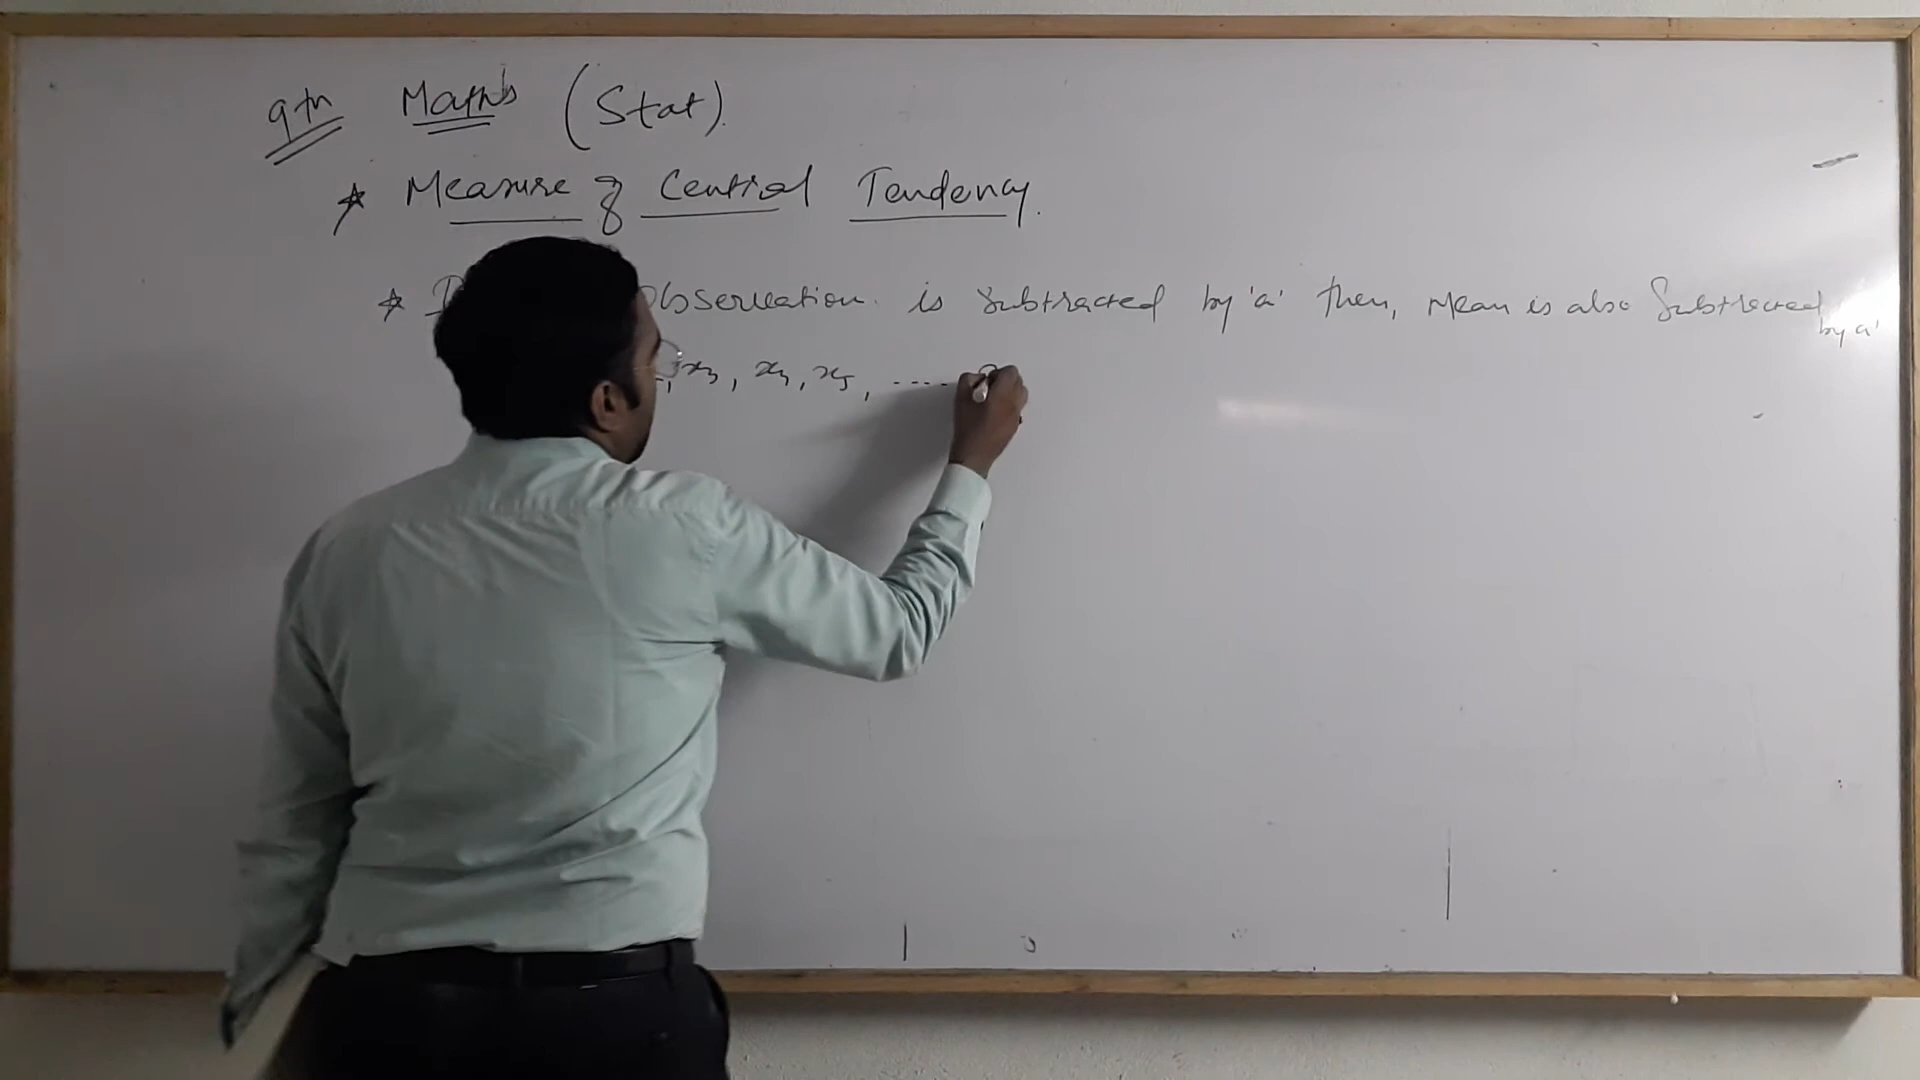 9th Maths (Stat).
* Measure of Central Tendency.
* Observation is Subtracted by 'a' then, Mean is also Subtracted by 'a'
, x3, x4, x5, .....